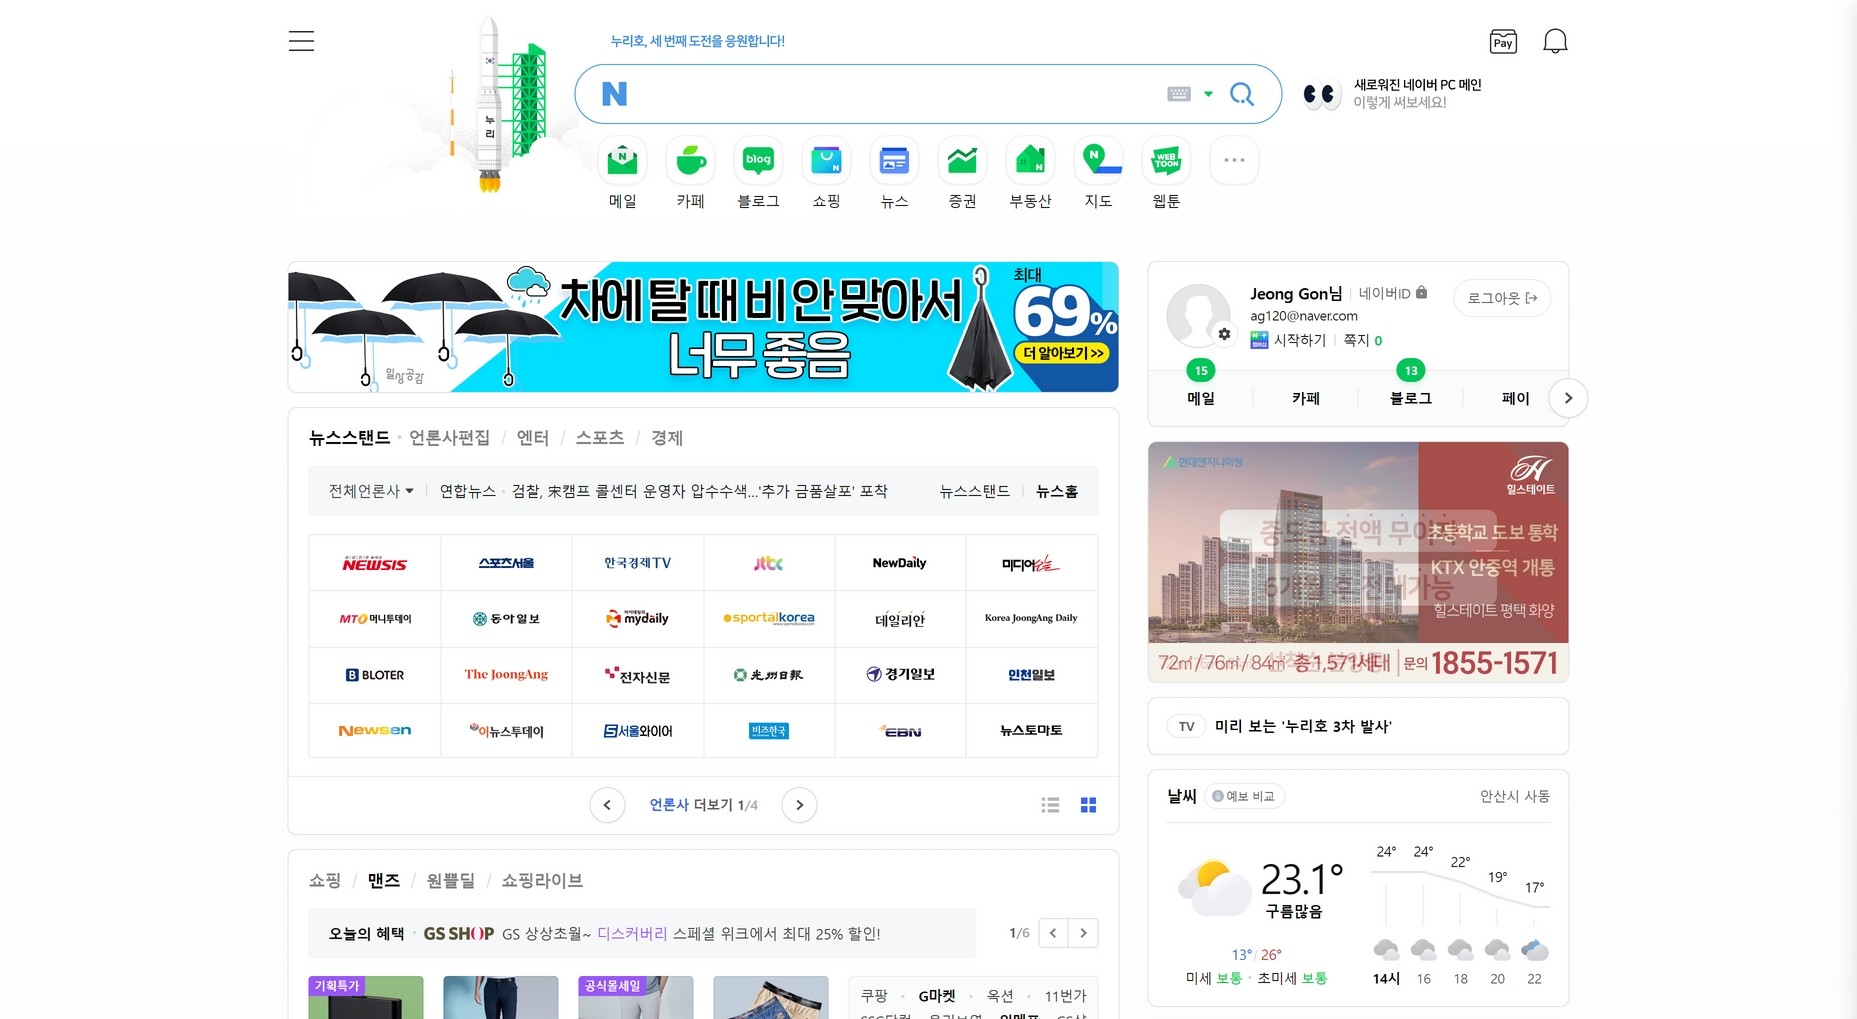 누리호, 세 번째 도전을 응원합니다!
Pay
누리
N
새로워진 네이버 PC 메인
이렇게 써보세요!
메일 카페 블로그 쇼핑 뉴스 증권 부동산 지도 웹툰
차에 탈 때 비 안 맞아서
너무 좋음
일상공감
최대
69%
더 알아보기 >>
Jeong Gon님 네이버ID
로그아웃
ag120@naver.com
시작하기 쪽지 0
15 13
메일 카페 블로그 페이
뉴스스탠드 · 언론사편집 / 엔터 / 스포츠 / 경제
전체언론사 연합뉴스 · 검찰, 宋캠프 콜센터 운영자 압수수색...'추가 금품살포' 포착 뉴스스탠드 뉴스홈
NEWSIS 스포츠서울 한국경제TV jtbc NewDaily 미디어오늘
MTO 머니투데이 동아일보 마이데일리 mydaily sportalkorea 데일리안 Korea JoongAng Daily
BLOTER The JoongAng 전자신문 光州日報 경기일보 인천일보
Newsen 이뉴스투데이 서울와이어 비즈한국 EBN 뉴스토마토
언론사 더보기 1/4
현대엔지니어링
힐스테이트
초등학교 도보 통학
KTX 안중역 개통
힐스테이트 평택 화양
72㎡/76㎡/84㎡ 총1,571세대 문의 1855-1571
TV 미리 보는 '누리호 3차 발사'
날씨 예보 비교 안산시 사동
23.1°
구름많음
13° / 26°
미세 보통 · 초미세 보통
24° 24° 22° 19° 17°
14시 16 18 20 22
쇼핑 / 맨즈 / 원쁠딜 / 쇼핑라이브
오늘의 혜택 · GS SHOP GS 상상초월~ 디스커버리 스페셜 위크에서 최대 25% 할인!
1/6
기획특가
공식몰세일
쿠팡 · G마켓 · 옥션 · 11번가